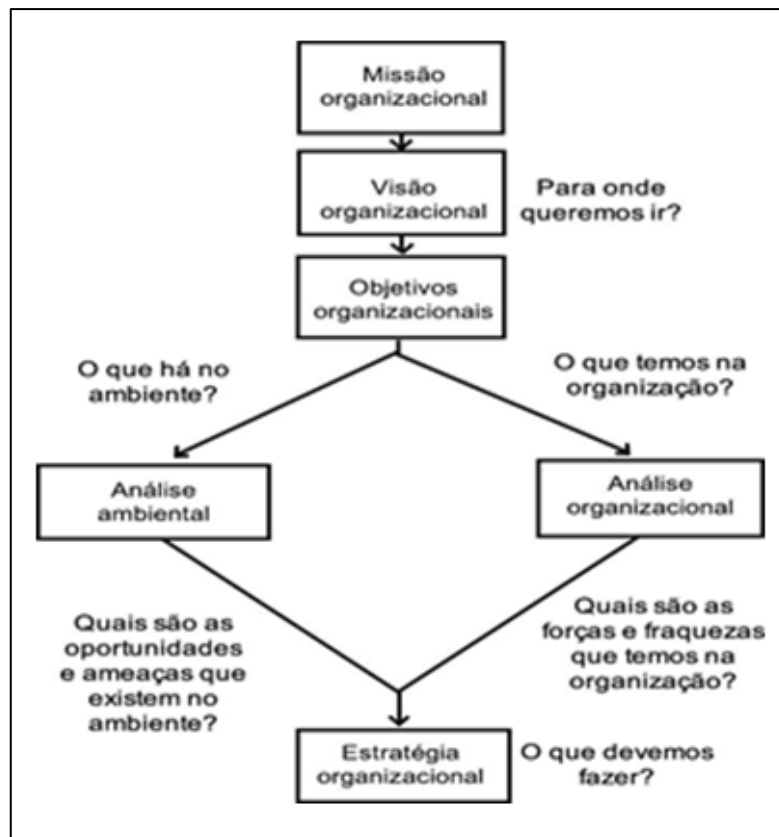 Missão
organizacional
Visão
organizacional
Para onde
queremos ir?
Objetivos
organizacionais
O que há no
ambiente?
O que temos na
organização?
Análise
ambiental
Análise
organizacional
Quais são as
oportunidades
e ameaças que
existem no
ambiente?
Quais são as
forças e fraquezas
que temos na
organização?
Estratégia
organizacional
O que devemos
fazer?